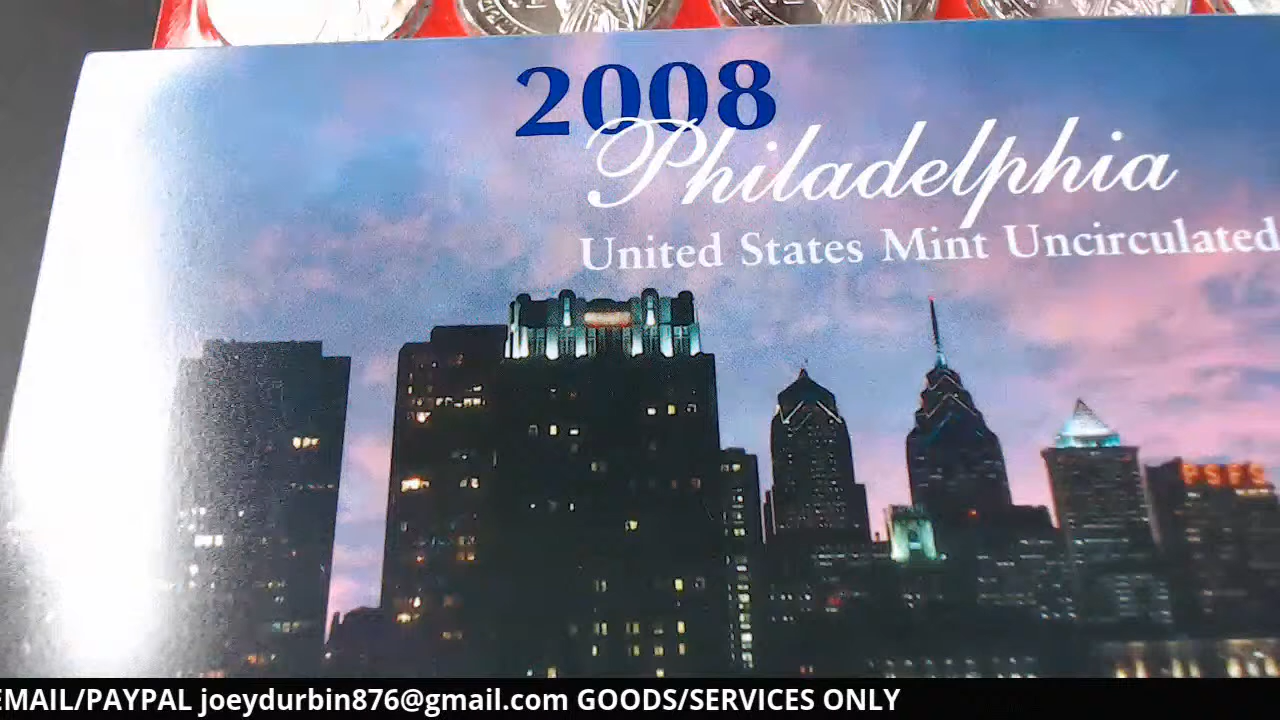 2008
Philadelphia
United States Mint Uncirculated
PSFS
EMAIL/PAYPAL joeydurbin876@gmail.com GOODS/SERVICES ONLY